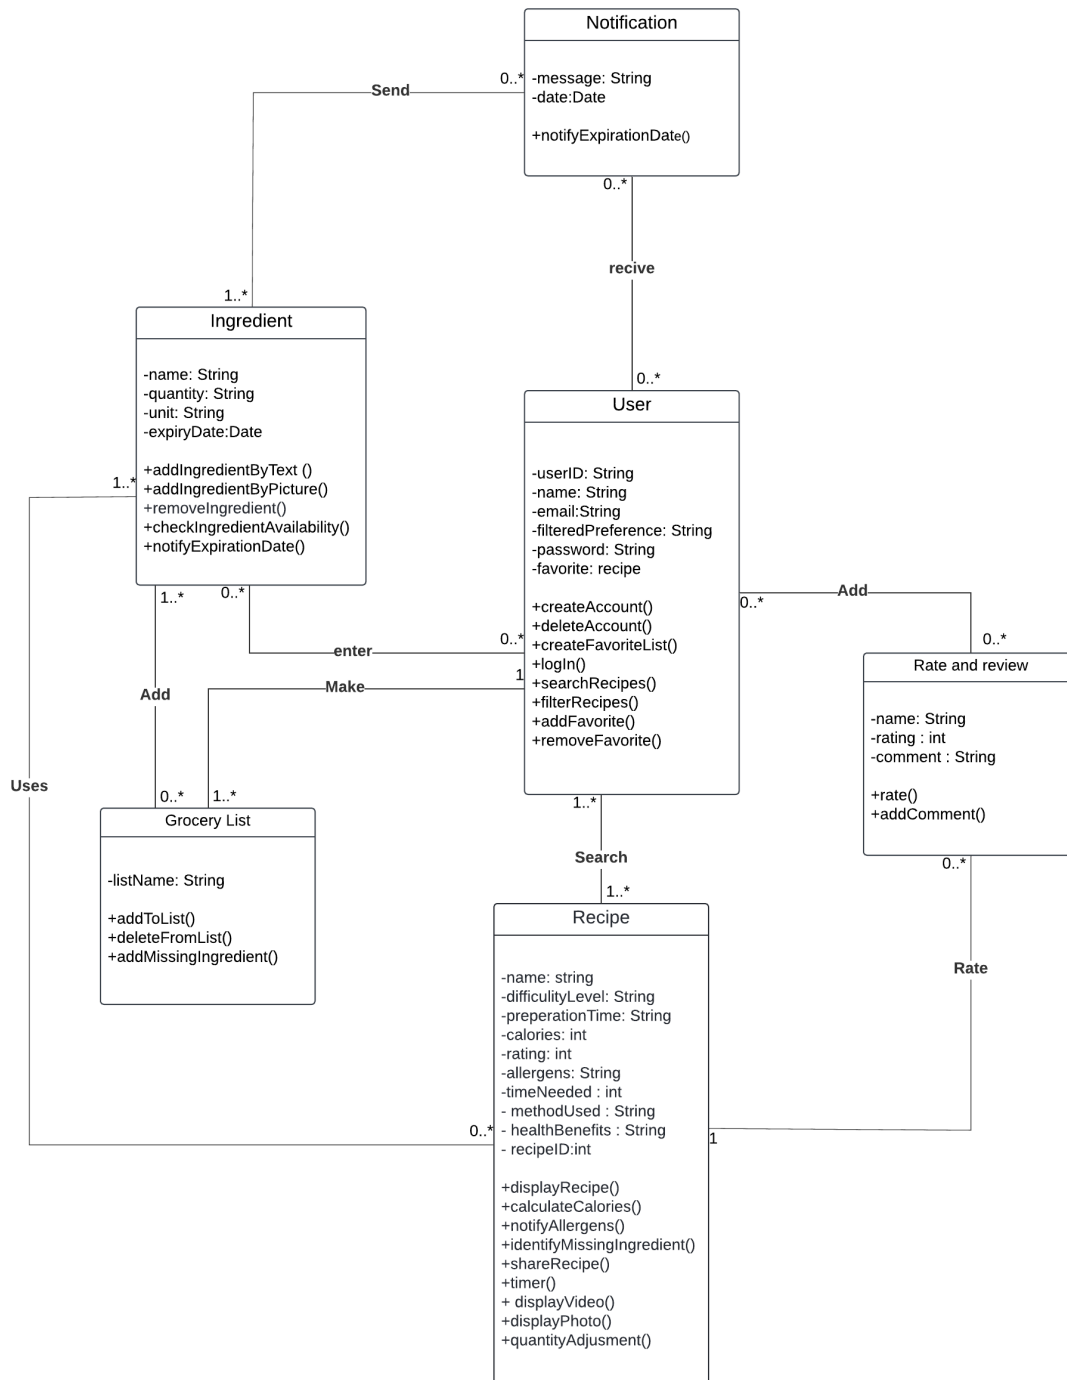 Notification
-message: String
-date:Date
+notifyExpirationDate()
0..*
Send
0..*
recive
1..*
0..*
Ingredient
-name: String
-quantity: String
-unit: String
-expiryDate:Date
+addIngredientByText ()
+addIngredientByPicture()
+removeIngredient()
+checkIngredientAvailability()
+notifyExpirationDate()
1..*
1..*
0..*
User
-userID: String
-name: String
-email:String
-filteredPreference: String
-password: String
-favorite: recipe
+createAccount()
+deleteAccount()
+createFavoriteList()
+logIn()
+searchRecipes()
+filterRecipes()
+addFavorite()
+removeFavorite()
0..*
Add
0..*
0..*
enter
1
Make
Add
Rate and review
-name: String
-rating : int
-comment : String
+rate()
+addComment()
0..*
Uses
0..*
1..*
Grocery List
-listName: String
+addToList()
+deleteFromList()
+addMissingIngredient()
1..*
Search
1..*
Rate
Recipe
-name: string
-difficulityLevel: String
-preperationTime: String
-calories: int
-rating: int
-allergens: String
-timeNeeded : int
- methodUsed : String
- healthBenefits : String
- recipeID:int
+displayRecipe()
+calculateCalories()
+notifyAllergens()
+identifyMissingIngredient()
+shareRecipe()
+timer()
+ displayVideo()
+displayPhoto()
+quantityAdjusment()
0..*
1